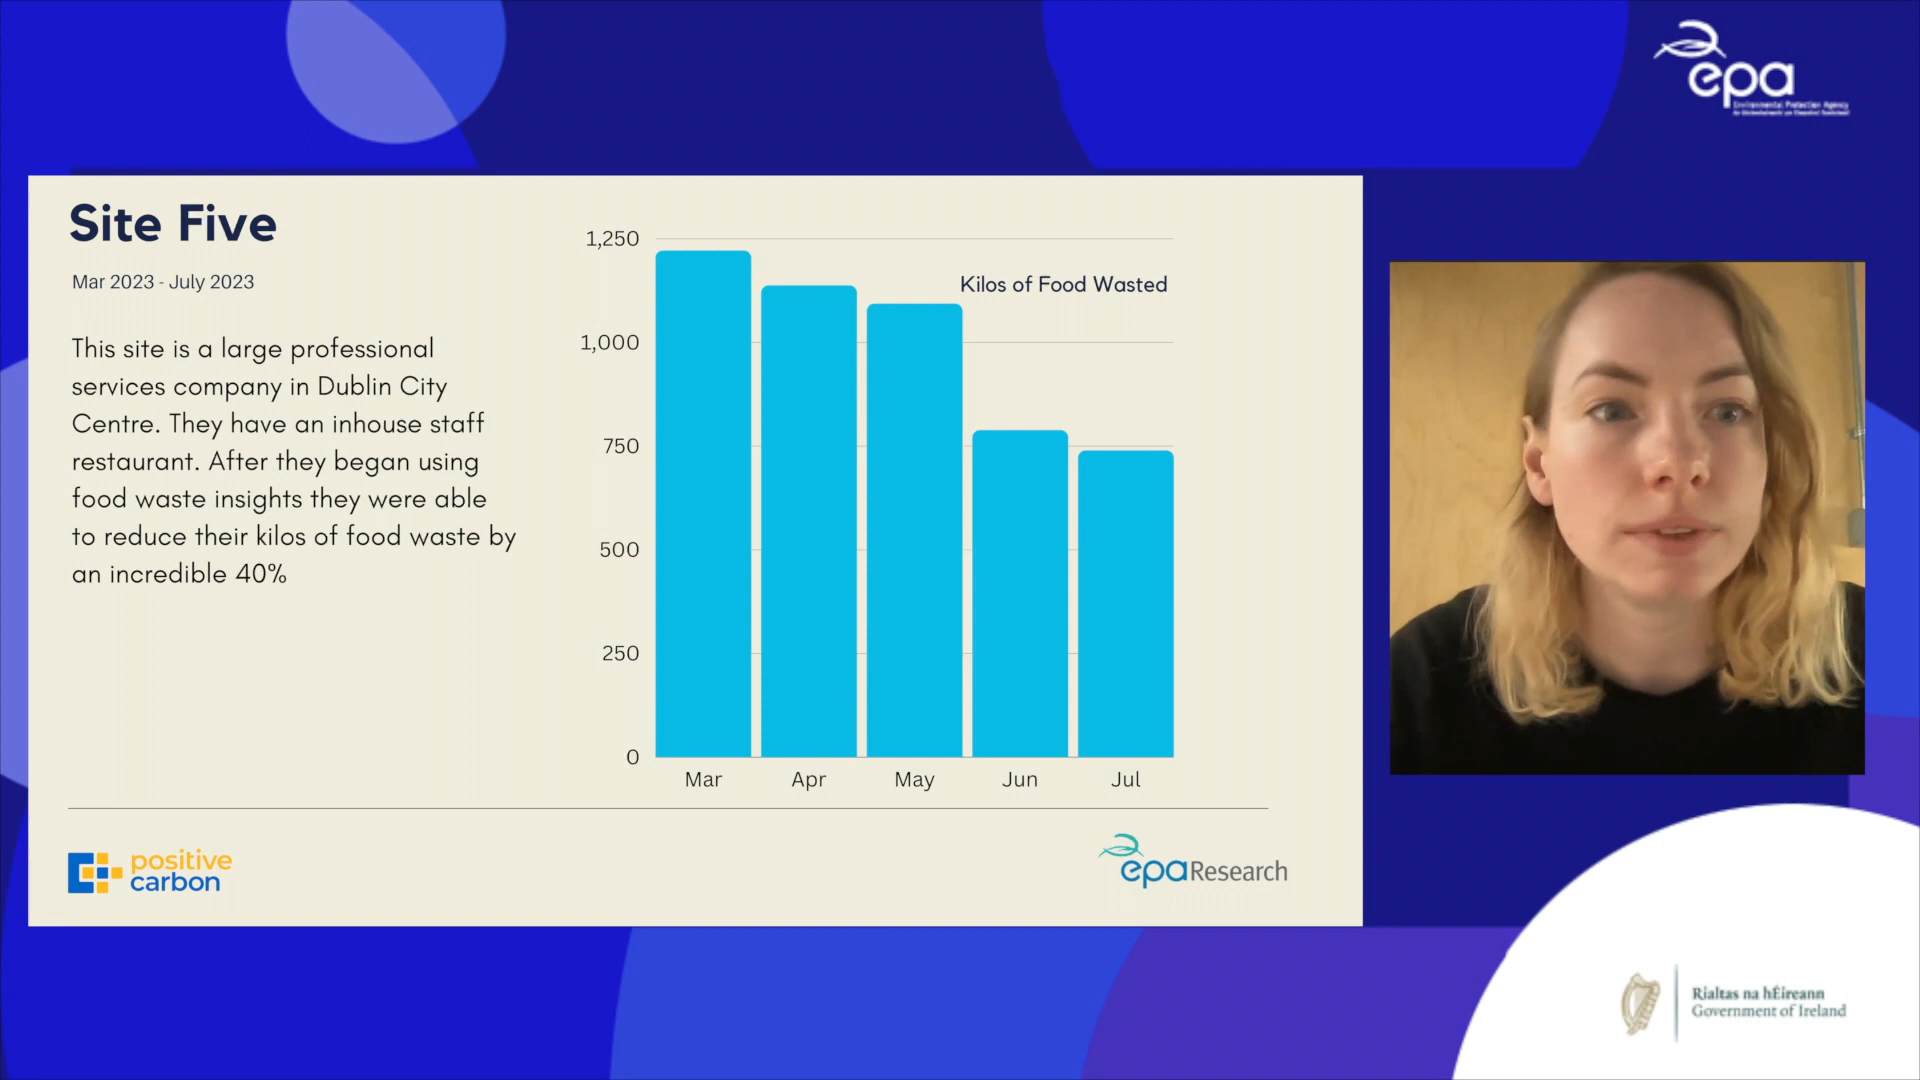 epa
Environmental Protection Agency
Site Five
Mar 2023 - July 2023
This site is a large professional
services company in Dublin City
Centre. They have an inhouse staff
restaurant. After they began using
food waste insights they were able
to reduce their kilos of food waste by
an incredible 40%
Kilos of Food Wasted
1,250
1,000
750
500
250
0
Mar Apr May Jun Jul
positive
carbon
epa Research
Rialtas na hÉireann
Government of Ireland